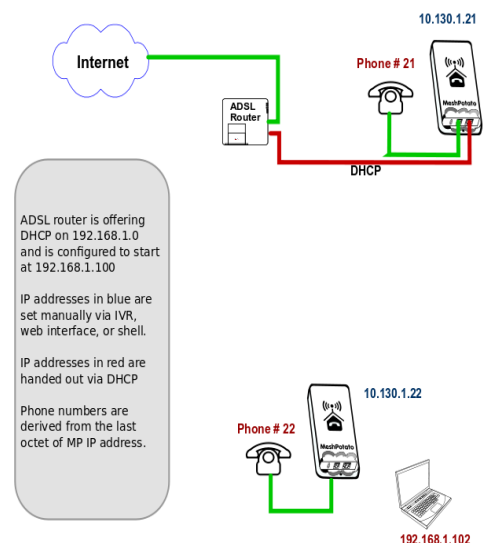 10.130.1.21
Internet
Phone # 21
ADSL
Router
MeshPotato
DHCP
ADSL router is offering
DHCP on 192.168.1.0
and is configured to start
at 192.168.1.100
IP addresses in blue are
set manually via IVR,
web interface, or shell.
IP addresses in red are
handed out via DHCP
Phone numbers are
derived from the last
octet of MP IP address.
10.130.1.22
Phone # 22
MeshPotato
192.168.1.102